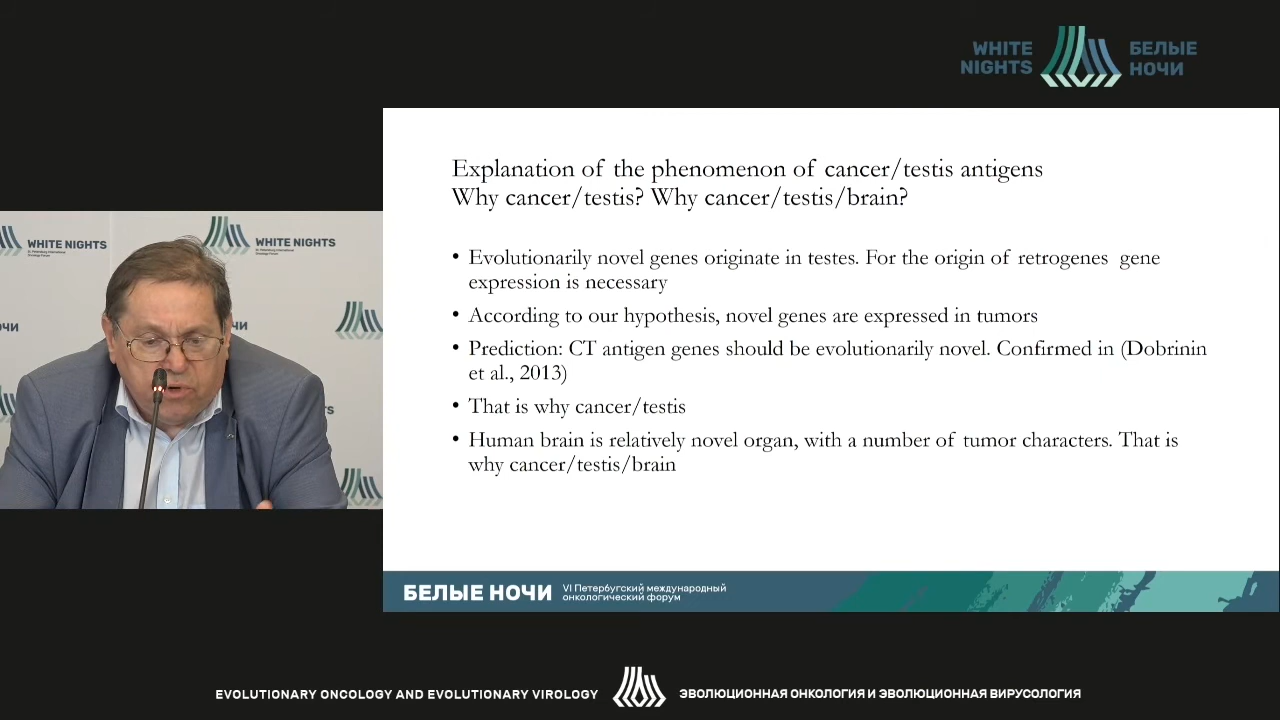 WHITE
NIGHTS
БЕЛЫЕ
НОЧИ
Explanation of the phenomenon of cancer/testis antigens
Why cancer/testis? Why cancer/testis/brain?
• Evolutionarily novel genes originate in testes. For the origin of retrogenes gene
expression is necessary
• According to our hypothesis, novel genes are expressed in tumors
• Prediction: CT antigen genes should be evolutionarily novel. Confirmed in (Dobrinin
et al., 2013)
• That is why cancer/testis
• Human brain is relatively novel organ, with a number of tumor characters. That is
why cancer/testis/brain
WHITE NIGHTS
WHITE NIGHTS
БЕЛЫЕ НОЧИ
VI Петербугский международный
онкологический форум
EVOLUTIONARY ONCOLOGY AND EVOLUTIONARY VIROLOGY
ЭВОЛЮЦИОННАЯ ОНКОЛОГИЯ И ЭВОЛЮЦИОННАЯ ВИРУСОЛОГИЯ